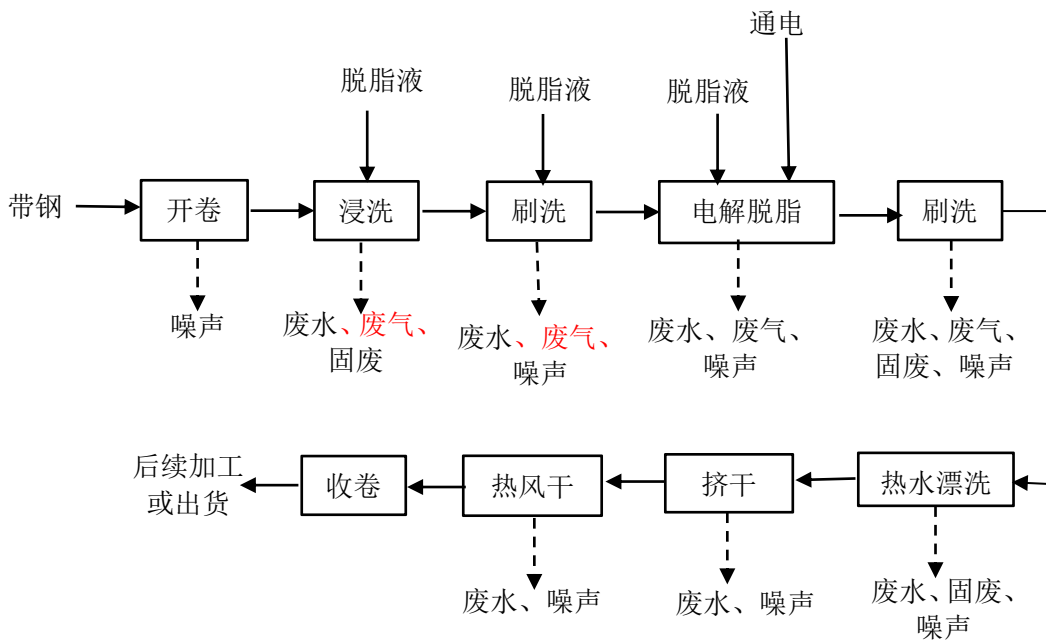 通电
脱脂液
脱脂液
脱脂液
带钢
开卷
浸洗
刷洗
电解脱脂
刷洗
噪声
废水、废气、
固废
废水、废气、
噪声
废水、废气、
噪声
废水、废气、
固废、噪声
后续加工
或出货
收卷
热风干
挤干
热水漂洗
废水、噪声
废水、噪声
废水、固废、
噪声